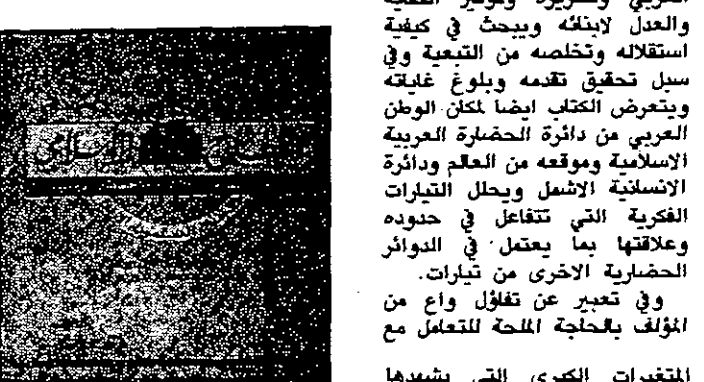 العربي وتحريره وتوفير
والعدل لابنائه ويبحث في كيفية
استقلاله وتخلصه من التبعية وفي
سبل تحقيق تقدمه وبلوغ غاياته
ويتعرض الكتاب ايضا لمكان الوطن
العربي من دائرة الحضارة العربية
الاسلامية وموقعه من العالم ودائرة
الانسانية الاشمل ويحلل التيارات
الفكرية التي تتفاعل في حدوده
وعلاقتها بما يعتمل في الدوائر
الحضارية الاخرى من تيارات.
وفي تعبير عن تفاؤل واع من
المؤلف بالحاجة الملحة للتعامل مع
المتغيرات الكبرى التي يشهدها